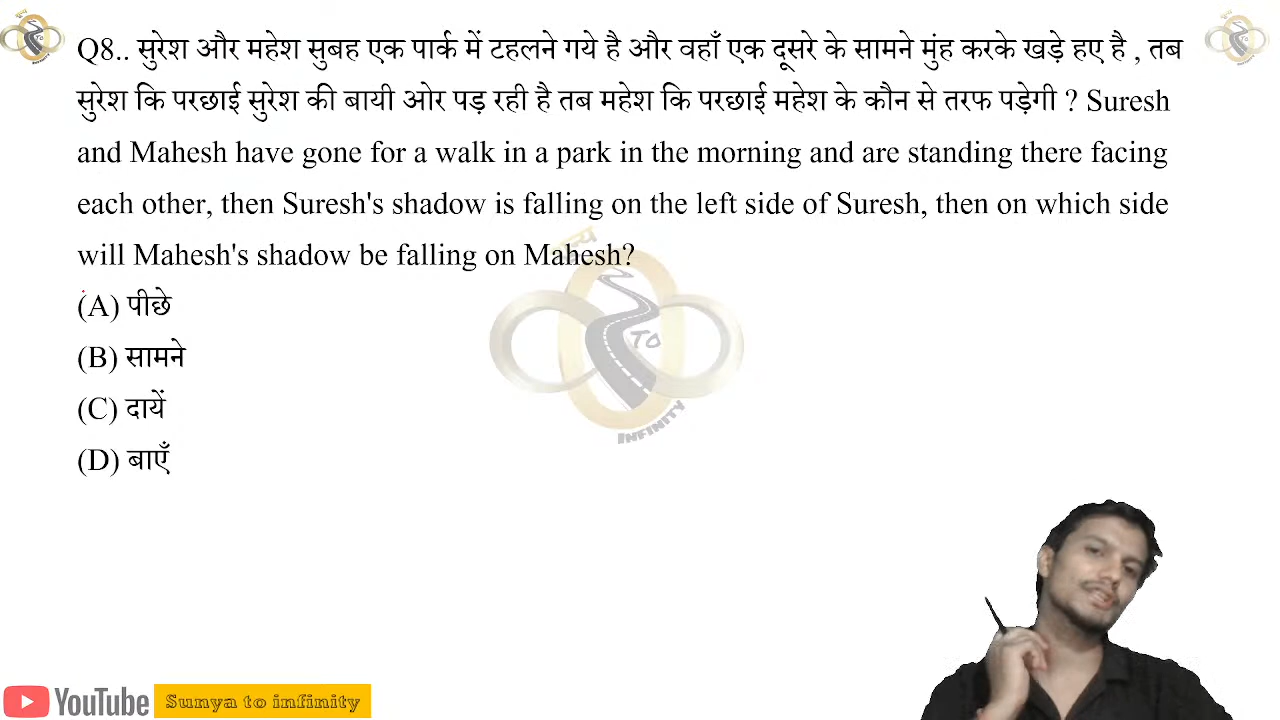 Q8.. सुरेश और महेश सुबह एक पार्क में टहलने गये है और वहाँ एक दूसरे के सामने मुंह करके खड़े हुए है , तब
सुरेश कि परछाई सुरेश की बायी ओर पड़ रही है तब महेश कि परछाई महेश के कौन से तरफ पड़ेगी ? Suresh
and Mahesh have gone for a walk in a park in the morning and are standing there facing
each other, then Suresh's shadow is falling on the left side of Suresh, then on which side
will Mahesh's shadow be falling on Mahesh?
(A) पीछे
(B) सामने
(C) दायें
(D) बाएँ
शून्य
TO
INFINITY
YouTube
Sunya to infinity